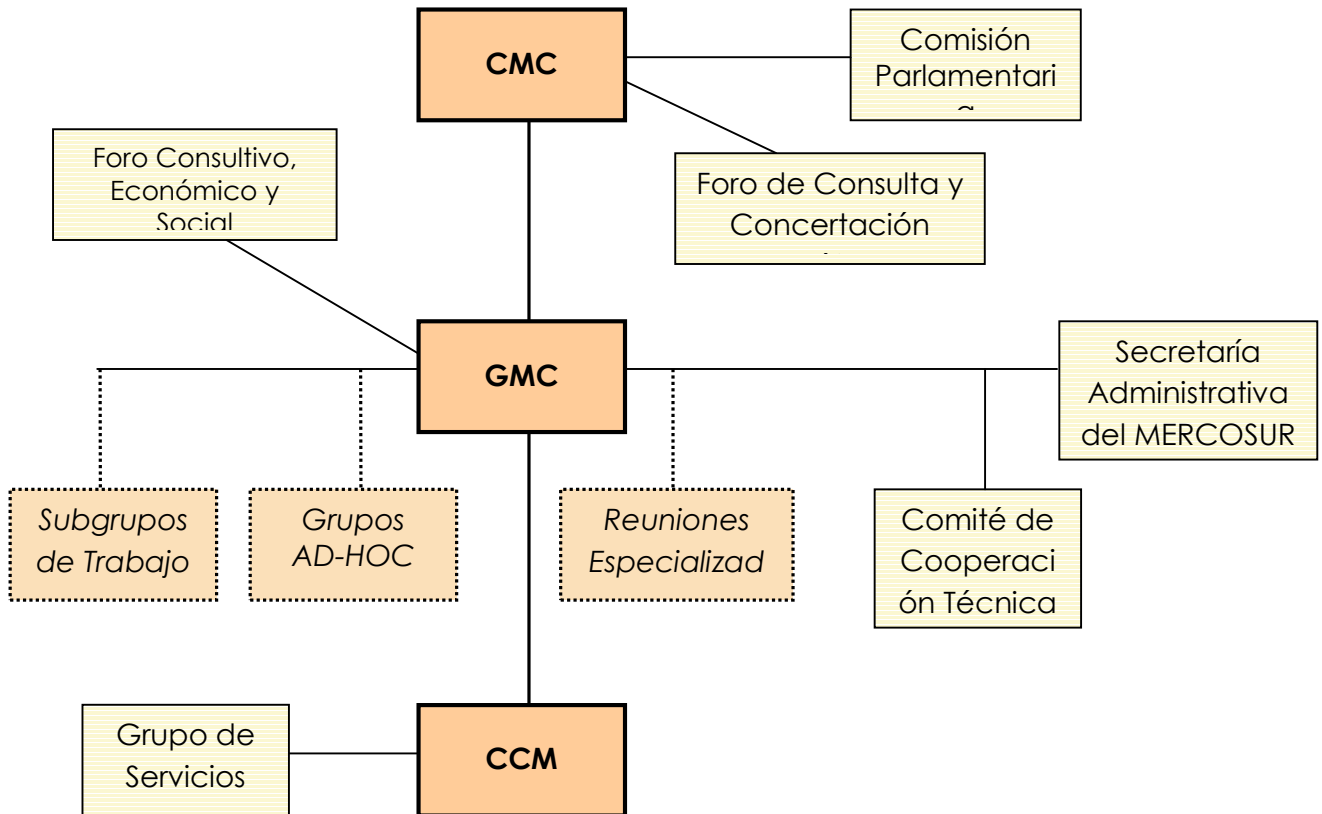 CMC
Comisión
Parlamentari
Foro Consultivo,
Económico y
Social
Foro de Consulta y
Concertación
GMC
Secretaría
Administrativa
del MERCOSUR
Subgrupos
de Trabajo
Grupos
AD-HOC
Reuniones
Especializad
Comité de
Cooperaci
ón Técnica
Grupo de
Servicios
CCM